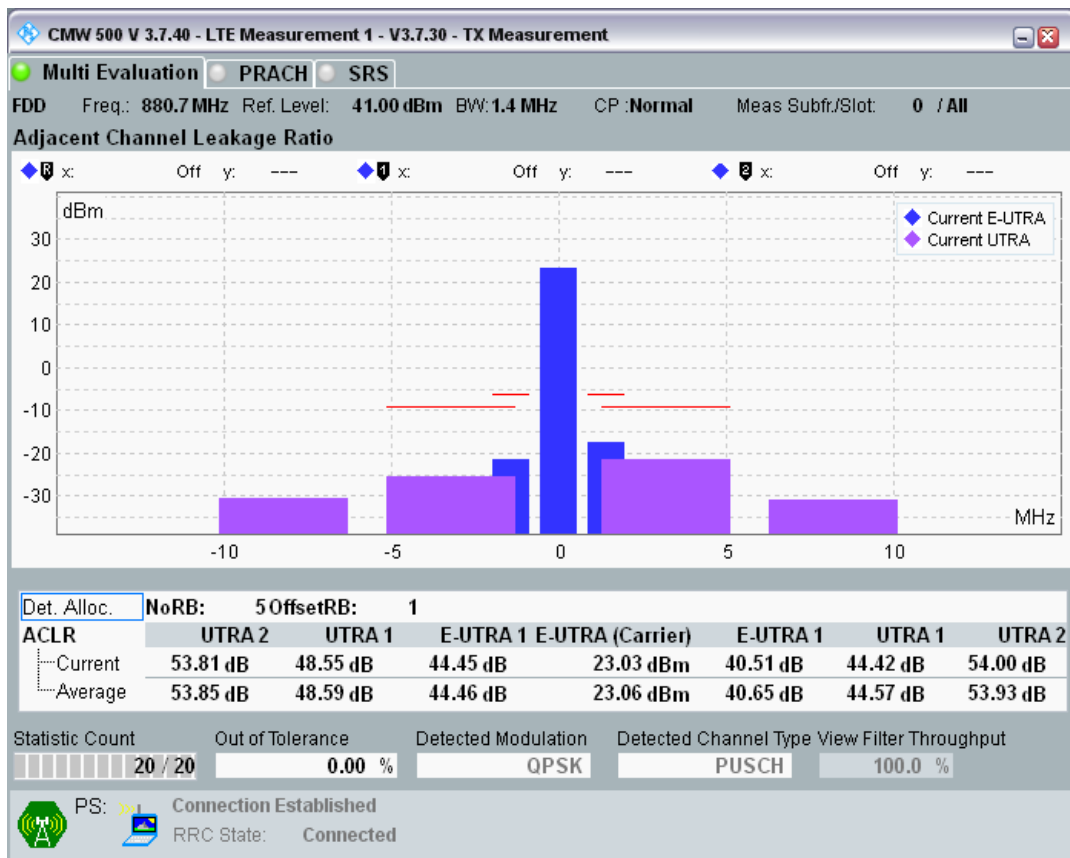 CMW 500 V 3.7.40 - LTE Measurement 1 - V3.7.30 - TX Measurement
Multi Evaluation PRACH SRS
FDD Freq.: 880.7 MHz Ref. Level: 41.00 dBm BW: 1.4 MHz CP :Normal Meas Subfr./Slot: 0 / All
Adjacent Channel Leakage Ratio
R x: Off y: --- 1 x: Off y: --- 2 x: Off y: ---
dBm
Current E-UTRA
Current UTRA
30
20
10
0
-10
-20
-30
MHz
-10 -5 0 5 10
Det. Alloc. NoRB: 5 OffsetRB: 1
ACLR UTRA 2 UTRA 1 E-UTRA 1 E-UTRA (Carrier) E-UTRA 1 UTRA 1 UTRA 2
Current 53.81 dB 48.55 dB 44.45 dB 23.03 dBm 40.51 dB 44.42 dB 54.00 dB
Average 53.85 dB 48.59 dB 44.46 dB 23.06 dBm 40.65 dB 44.57 dB 53.93 dB
Statistic Count Out of Tolerance Detected Modulation Detected Channel Type View Filter Throughput
20 / 20 0.00 % QPSK PUSCH 100.0 %
PS: Connection Established
RRC State: Connected